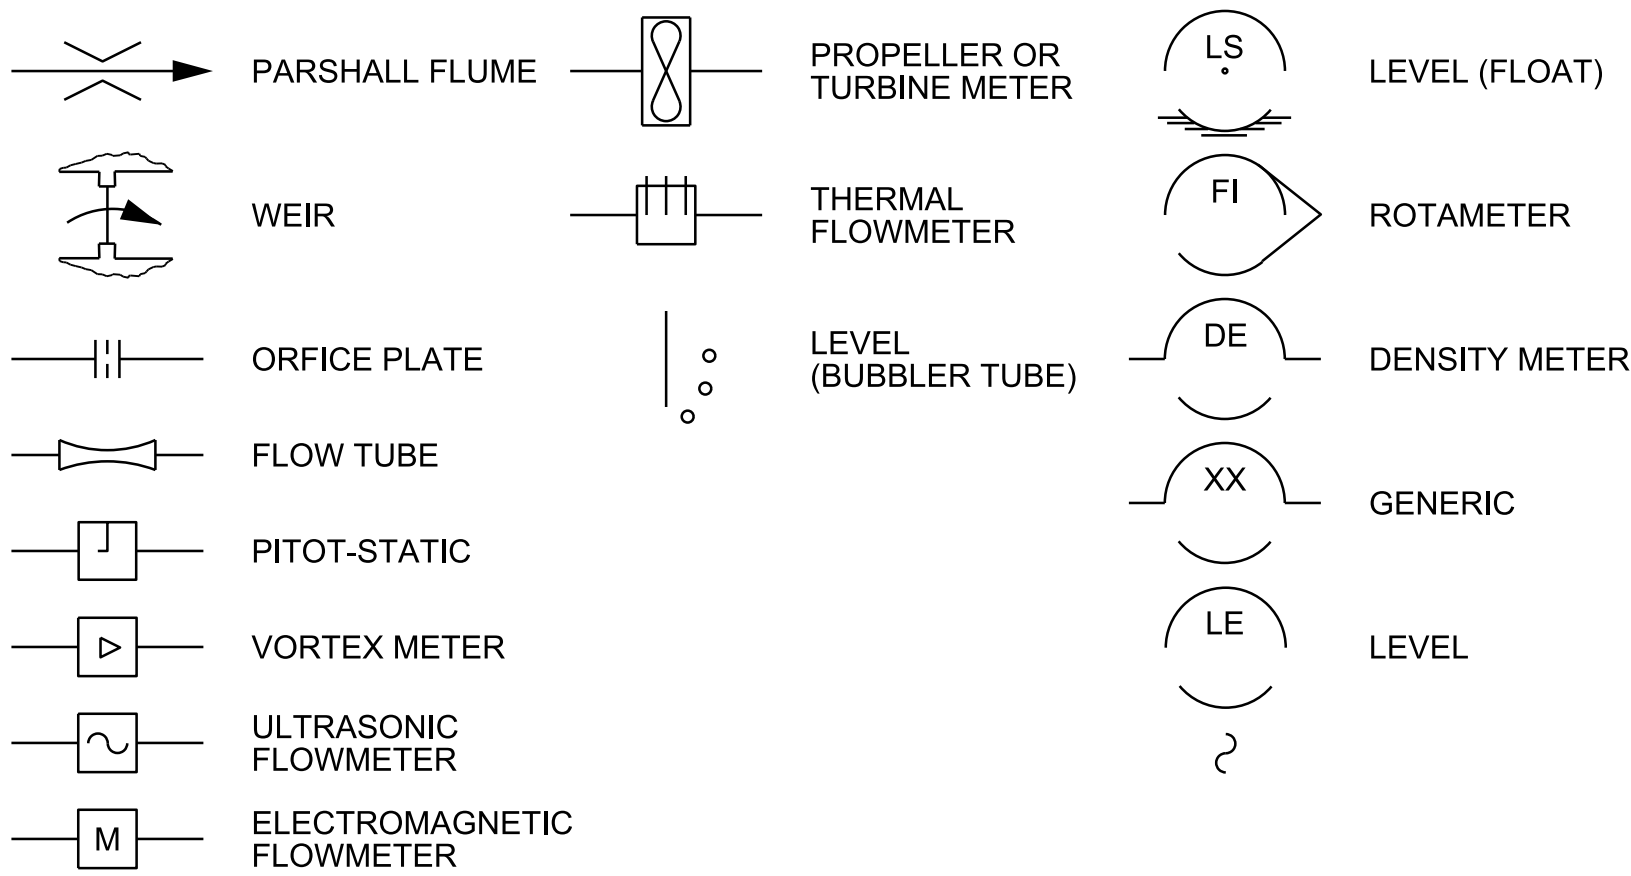 PARSHALL FLUME
WEIR
ORFICE PLATE
FLOW TUBE
PITOT-STATIC
VORTEX METER
ULTRASONIC
FLOWMETER
M
ELECTROMAGNETIC
FLOWMETER
PROPELLER OR
TURBINE METER
THERMAL
FLOWMETER
LEVEL
(BUBBLER TUBE)
LS
LEVEL (FLOAT)
FI
ROTAMETER
DE
DENSITY METER
XX
GENERIC
LE
LEVEL